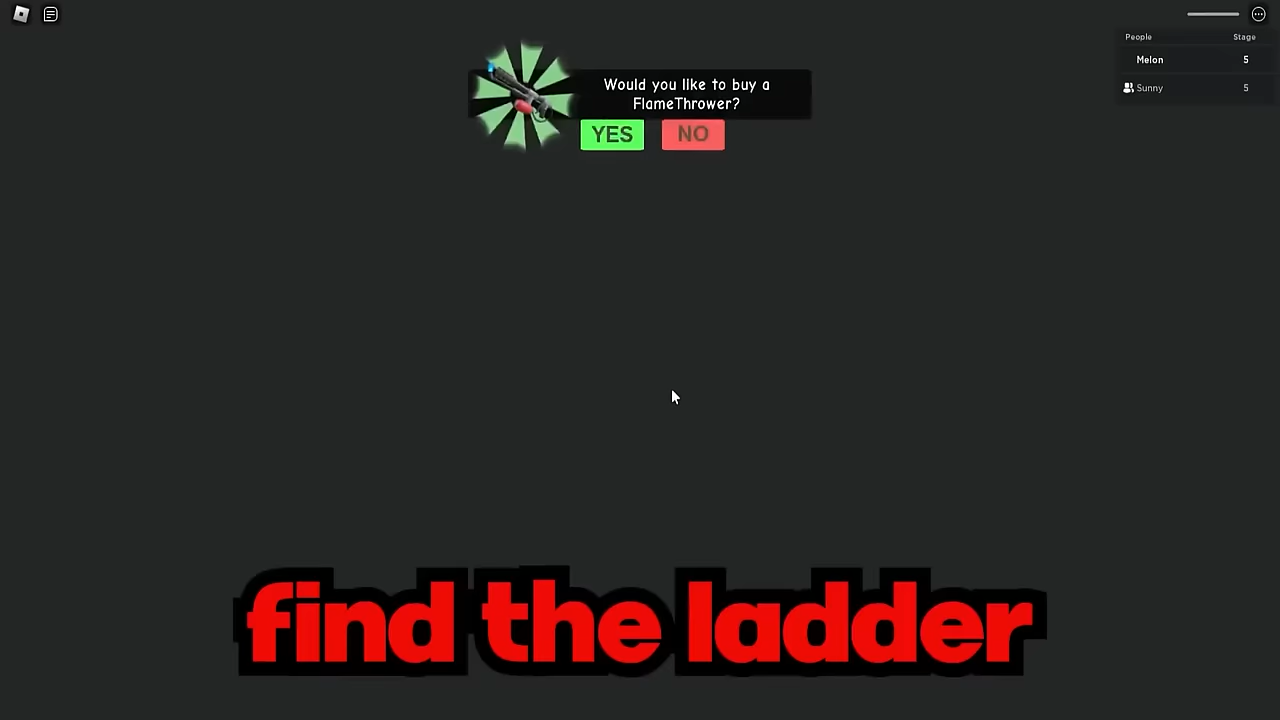 People Stage
Melon 5
Sunny 5
Would you like to buy a
FlameThrower?
YES NO
find the ladder